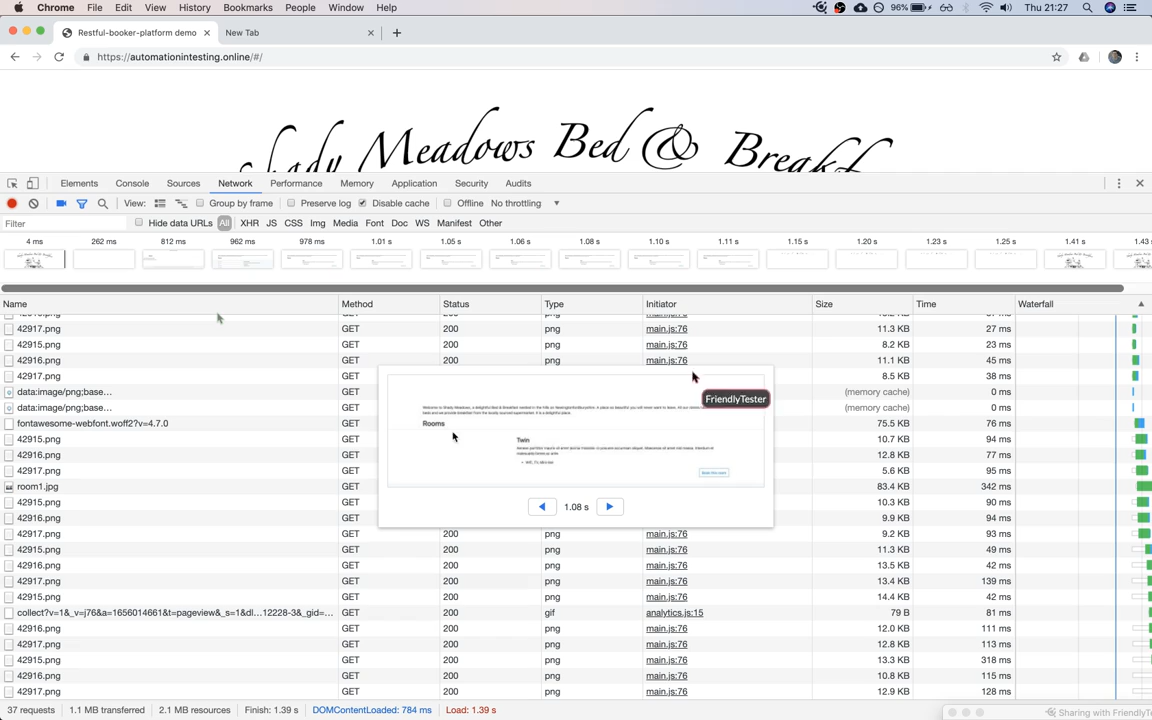 Chrome File Edit View History Bookmarks People Window Help 96% Thu 21:27
Restful-booker-platform demo New Tab
https://automationintesting.online/#/
Shady Meadows Bed & Breakf
Elements Console Sources Network Performance Memory Application Security Audits
View: Group by frame Preserve log Disable cache Offline No throttling
Filter Hide data URLs All XHR JS CSS Img Media Font Doc WS Manifest Other
4 ms 262 ms 812 ms 962 ms 978 ms 1.01 s 1.05 s 1.06 s 1.08 s 1.10 s 1.11 s 1.15 s 1.20 s 1.23 s 1.25 s 1.41 s 1.43
Name Method Status Type Initiator Size Time Waterfall
42917.png GET 200 png main.js:76 11.3 KB 27 ms
42915.png GET 200 png main.js:76 8.2 KB 23 ms
42916.png GET 200 png main.js:76 11.1 KB 45 ms
42917.png GET 8.5 KB 38 ms
data:image/png;base... GET (memory cache) 0 ms
FriendlyTester
data:image/png;base... GET (memory cache) 0 ms
fontawesome-webfont.woff2?v=4.7.0 GET 75.5 KB 76 ms
Rooms
42915.png GET 10.7 KB 94 ms
Twin
42916.png GET 12.8 KB 77 ms
42917.png GET 5.6 KB 95 ms
Book this room
room1.jpg GET 83.4 KB 342 ms
42915.png GET 10.3 KB 90 ms
1.08 s
42916.png GET 9.9 KB 94 ms
42917.png GET 200 png main.js:76 9.2 KB 93 ms
42915.png GET 200 png main.js:76 11.3 KB 49 ms
42916.png GET 200 png main.js:76 13.5 KB 42 ms
42917.png GET 200 png main.js:76 13.4 KB 139 ms
42915.png GET 200 png main.js:76 14.4 KB 42 ms
collect?v=1&_v=j76&a=1656014661&t=pageview&_s=1&dl...12228-3&_gid=... GET 200 gif analytics.js:15 79 B 81 ms
42916.png GET 200 png main.js:76 12.0 KB 111 ms
42917.png GET 200 png main.js:76 12.8 KB 113 ms
42915.png GET 200 png main.js:76 13.3 KB 318 ms
42916.png GET 200 png main.js:76 10.8 KB 115 ms
42917.png GET 200 png main.js:76 12.9 KB 128 ms
37 requests 1.1 MB transferred 2.1 MB resources Finish: 1.39 s DOMContentLoaded: 784 ms Load: 1.39 s
Sharing with FriendlyTe